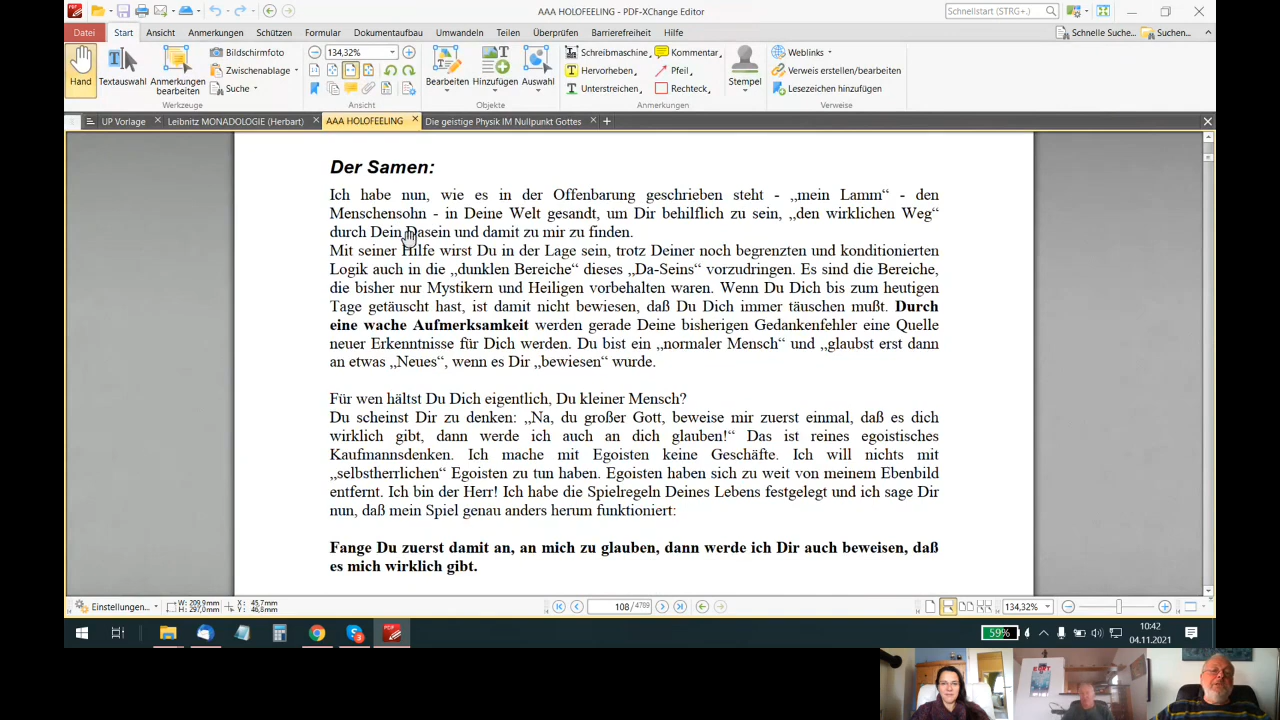 AAA HOLOFEELING - PDF-XChange Editor
Schnellstart (STRG+.)
Datei Start Ansicht Anmerkungen Schützen Formular Dokumentaufbau Umwandeln Teilen Überprüfen Barrierefreiheit Lesezeichen Hilfe
Schnelle Suche... Suchen...
Hand
Textauswahl
Anmerkungen bearbeiten
Bildschirmfoto
Zwischenablage
Suche
Werkzeuge
134,32%
Ansicht
Bearbeiten
Hinzufügen
Auswahl
Objekte
Schreibmaschine
Hervorheben
Unterstreichen
Kommentar
Pfeil
Rechteck
Stempel
Anmerkungen
Weblinks
Verweis erstellen/bearbeiten
Lesezeichen hinzufügen
Verweise
UP Vorlage Leibnitz MONADOLOGIE (Herbart) AAA HOLOFEELING Die geistige Physik IM Nullpunkt Gottes
Der Samen:
Ich habe nun, wie es in der Offenbarung geschrieben steht - „mein Lamm“ - den
Menschensohn - in Deine Welt gesandt, um Dir behilflich zu sein, „den wirklichen Weg“
durch Dein Dasein und damit zu mir zu finden.
Mit seiner Hilfe wirst Du in der Lage sein, trotz Deiner noch begrenzten und konditionierten
Logik auch in die „dunklen Bereiche“ dieses „Da-Seins“ vorzudringen. Es sind die Bereiche,
die bisher nur Mystikern und Heiligen vorbehalten waren. Wenn Du Dich bis zum heutigen
Tage getäuscht hast, ist damit nicht bewiesen, daß Du Dich immer täuschen mußt. Durch
eine wache Aufmerksamkeit werden gerade Deine bisherigen Gedankenfehler eine Quelle
neuer Erkenntnisse für Dich werden. Du bist ein „normaler Mensch“ und „glaubst erst dann
an etwas „Neues“, wenn es Dir „bewiesen“ wurde.
Für wen hältst Du Dich eigentlich, Du kleiner Mensch?
Du scheinst Dir zu denken: „Na, du großer Gott, beweise mir zuerst einmal, daß es dich
wirklich gibt, dann werde ich auch an dich glauben!“ Das ist reines egoistisches
Kaufmannsdenken. Ich mache mit Egoisten keine Geschäfte. Ich will nichts mit
„selbstherrlichen“ Egoisten zu tun haben. Egoisten haben sich zu weit von meinem Ebenbild
entfernt. Ich bin der Herr! Ich habe die Spielregeln Deines Lebens festgelegt und ich sage Dir
nun, daß mein Spiel genau anders herum funktioniert:
Fange Du zuerst damit an, an mich zu glauben, dann werde ich Dir auch beweisen, daß
es mich wirklich gibt.
Einstellungen...
W: 209,9mm X: 45,7mm
H: 297,0mm Y: 46,8mm
108 / 4789
134,32%
59%
10:42
04.11.2021